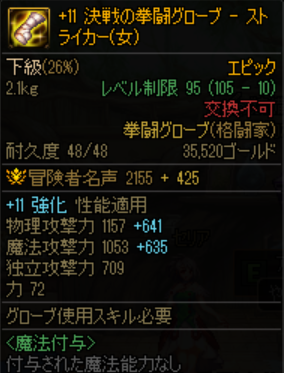 +11 決戦の拳闘グローブ - スト
ライカー(女)
下級(26%)
エピック
2.1kg
レベル制限 95 (105 - 10)
交換不可
拳闘グローブ(格闘家)
耐久度 48/48
35,520ゴールド
冒険者名声 2155 + 425
+11 強化 性能適用
物理攻撃力 1157 +641
魔法攻撃力 1053 +635
独立攻撃力 709
力 72
グローブ使用スキル必要
<魔法付与>
付与された魔法能力なし